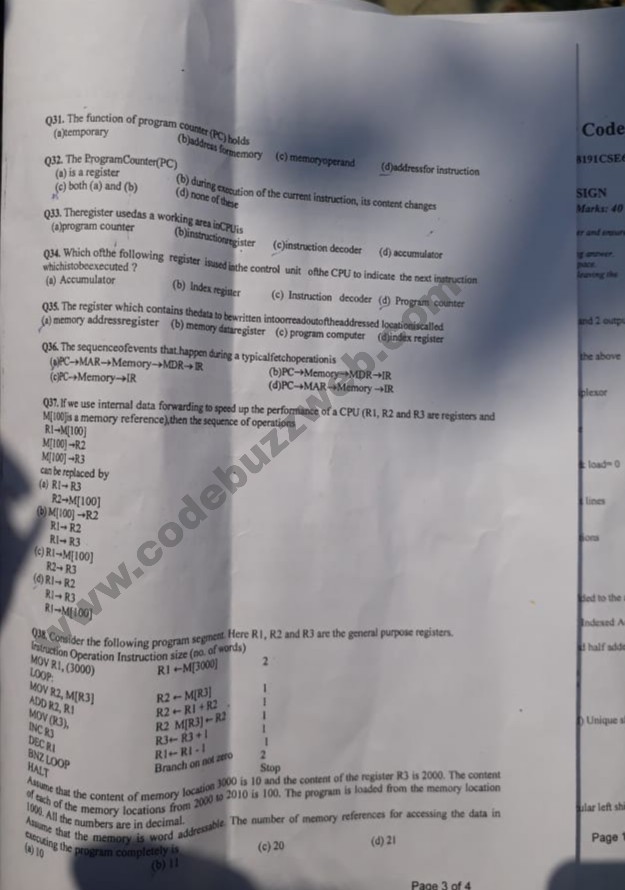 Q31. The function of program counter (PC) holds
(a)temporary (b)address formemory (c) memoryoperand (d)addressfor instruction
Q32. The ProgramCounter(PC)
(a) is a register (b) during execution of the current instruction, its content changes
(c) both (a) and (b) (d) none of these
Q33. Theregister usedas a working area inCPUis
(a)program counter (b)instructionregister (c)instruction decoder (d) accumulator
Q34. Which ofthe following register isused inthe control unit ofthe CPU to indicate the next instruction
whichistobeexecuted ?
(a) Accumulator (b) Index register (c) Instruction decoder (d) Program counter
Q35. The register which contains thedata to bewritten intoorreadoutoftheaddressed locationiscalled
(a) memory addressregister (b) memory dataregister (c) program computer (d)index register
Q36. The sequenceofevents that.happen during a typicalfetchoperationis
(a)PC→MAR→Memory→MDR→IR (b)PC→Memory→MDR→IR
(c)PC→Memory→IR (d)PC→MAR→Memory→IR
Q37. If we use internal data forwarding to speed up the performance of a CPU (R1, R2 and R3 are registers and
M[100]is a memory reference),then the sequence of operations
R1→M[100]
M[100]→R2
M[100]→R3
can be replaced by
(a) R1→R3
R2→M[100]
(b)M[100]→R2
R1→R2
R1→R3
(c)R1→M[100]
R2→R3
(d)R1→R2
R1→R3
R1→M[100]
Q38. Consider the following program segment. Here R1, R2 and R3 are the general purpose registers.
Instruction Operation Instruction size (no. of words)
MOV R1, (3000) R1 ←M[3000] 2
LOOP:
MOV R2, M[R3] R2 ← M[R3] 1
ADD R2, R1 R2 ← R1 + R2 1
MOV (R3), R2 M[R3] ← R2 1
INC R3 R3← R3 + 1 1
DEC R1 R1← R1 - 1 1
BNZ LOOP Branch on not zero 2
HALT Stop
Assume that the content of memory location 3000 is 10 and the content of the register R3 is 2000. The content
of each of the memory locations from 2000 to 2010 is 100. The program is loaded from the memory location
1000. All the numbers are in decimal.
Assume that the memory is word addressable. The number of memory references for accessing the data in
executing the program completely is
(a) 10 (b) 11 (c) 20 (d) 21
Page 3 of 4
www.codebuzzweb.com
Code
8191CSE
SIGN
Marks: 40
er and
g answer.
leaving the
and 2 outpu
the above
plexor
load= 0
lines
ions
ded to the
Indexed A
half adde
) Unique s
ular left shi
Page 1